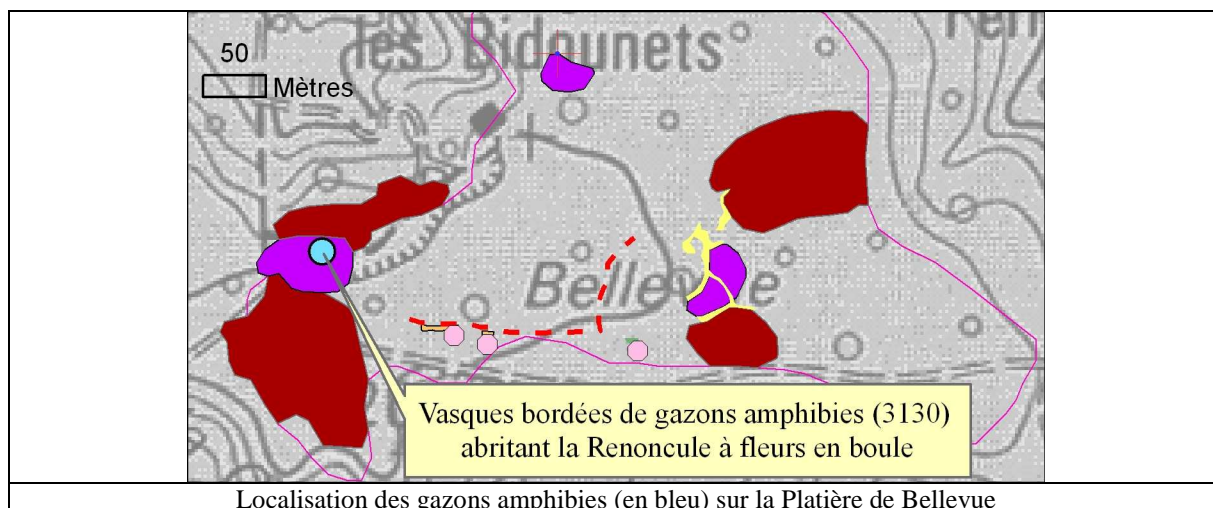 les Bidounets
50
Mètres
Bellevue
Vasques bordées de gazons amphibies (3130)
abritant la Renoncule à fleurs en boule
Localisation des gazons amphibies (en bleu) sur la Platière de Bellevue